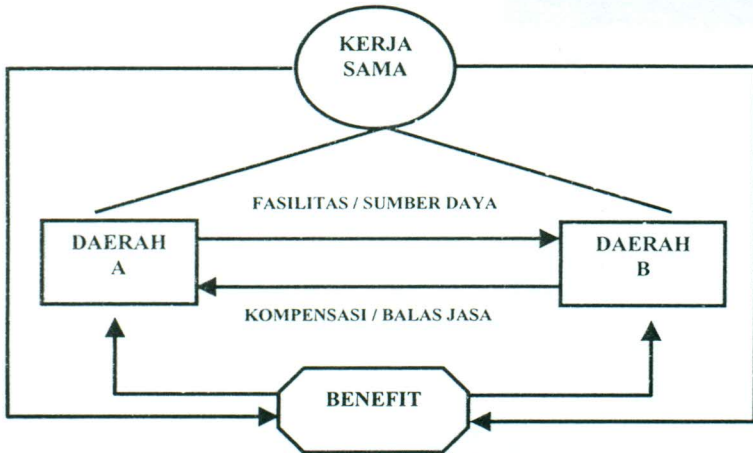 KERJA
SAMA
FASILITAS / SUMBER DAYA
DAERAH
A
DAERAH
B
KOMPENSASI / BALAS JASA
BENEFIT